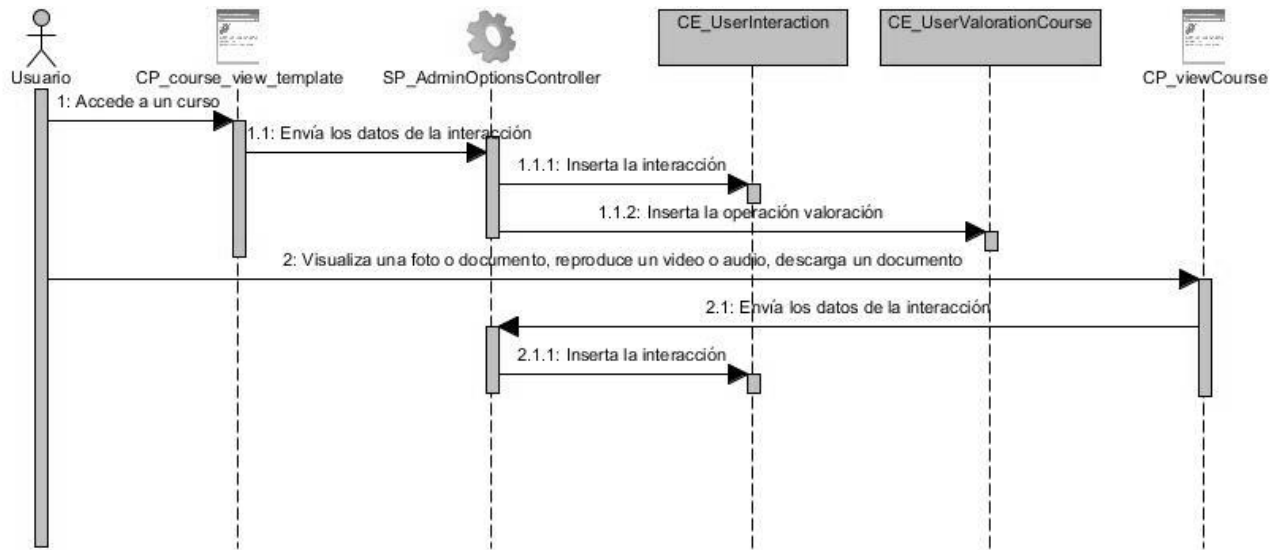 CE_UserInteraction
CE_UserValorationCourse
Usuario
CP_course_view_template
SP_AdminOptionsController
CP_viewCourse
1: Accede a un curso
1.1: Envía los datos de la interacción
1.1.1: Inserta la interacción
1.1.2: Inserta la operación valoración
2: Visualiza una foto o documento, reproduce un video o audio, descarga un documento
2.1: Envía los datos de la interacción
2.1.1: Inserta la interacción